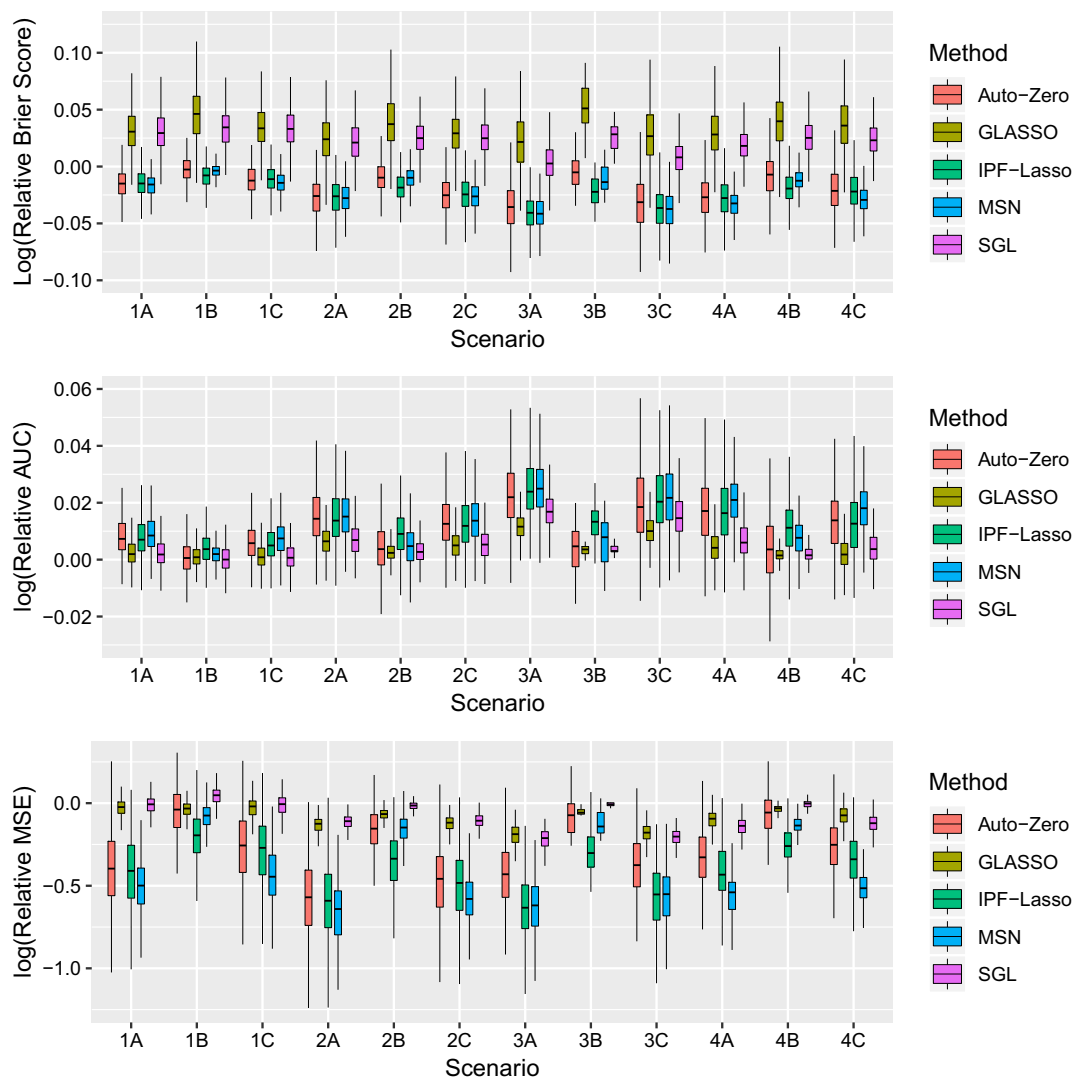 Log(Relative Brier Score)
0.10
0.05
0.00
−0.05
−0.10
1A 1B 1C 2A 2B 2C 3A 3B 3C 4A 4B 4C
Scenario
Method
Auto−Zero
GLASSO
IPF−Lasso
MSN
SGL
log(Relative AUC)
0.06
0.04
0.02
0.00
−0.02
1A 1B 1C 2A 2B 2C 3A 3B 3C 4A 4B 4C
Scenario
Method
Auto−Zero
GLASSO
IPF−Lasso
MSN
SGL
log(Relative MSE)
0.0
−0.5
−1.0
1A 1B 1C 2A 2B 2C 3A 3B 3C 4A 4B 4C
Scenario
Method
Auto−Zero
GLASSO
IPF−Lasso
MSN
SGL